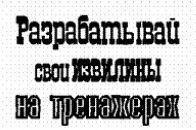 Разрабатывай
свои извилины
на тренажерах